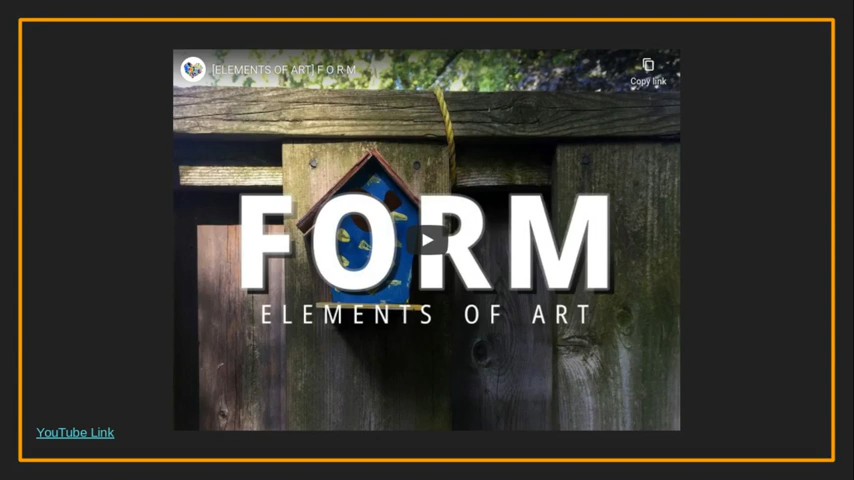 [ELEMENTS OF ART] F O R M
Copy link
FORM
ELEMENTS OF ART
YouTube Link